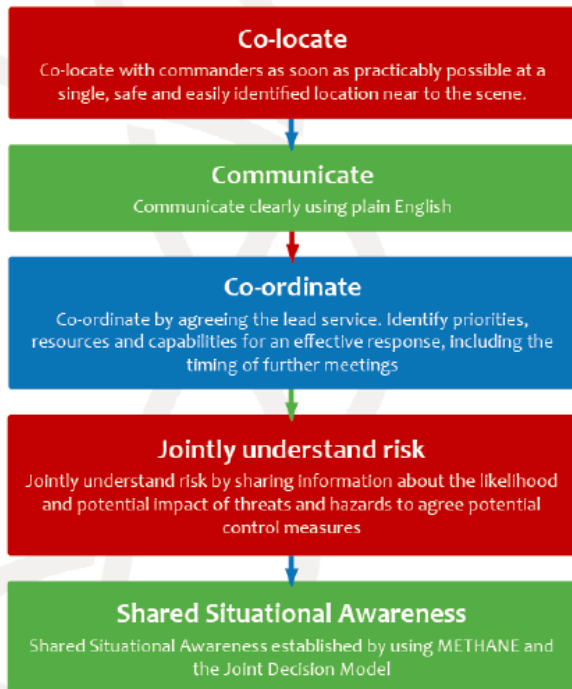 Co-locate
Co-locate with commanders as soon as practicably possible at a
single, safe and easily identified location near to the scene.
Communicate
Communicate clearly using plain English
Co-ordinate
Co-ordinate by agreeing the lead service. Identify priorities,
resources and capabilities for an effective response, including the
timing of further meetings
Jointly understand risk
Jointly understand risk by sharing information about the likelihood
and potential impact of threats and hazards to agree potential
control measures
Shared Situational Awareness
Shared Situational Awareness established by using METHANE and
the Joint Decision Model